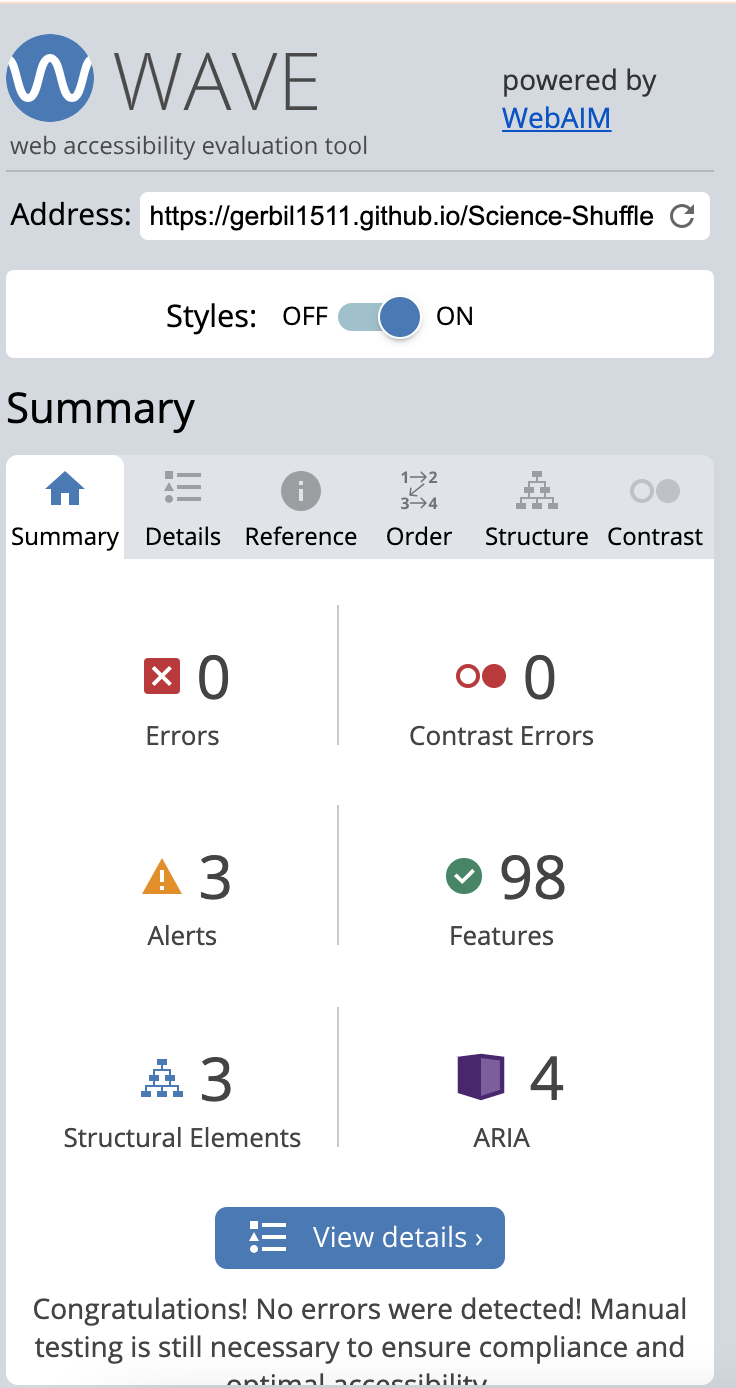 WAVE
powered by
WebAIM
web accessibility evaluation tool
Address: https://gerbil1511.github.io/Science-Shuffle
Styles: OFF ON
Summary
1→2
3→4
Summary Details Reference Order Structure Contrast
0 0
Errors Contrast Errors
3 98
Alerts Features
3 4
Structural Elements ARIA
View details ›
Congratulations! No errors were detected! Manual
testing is still necessary to ensure compliance and
optimal accessibility.